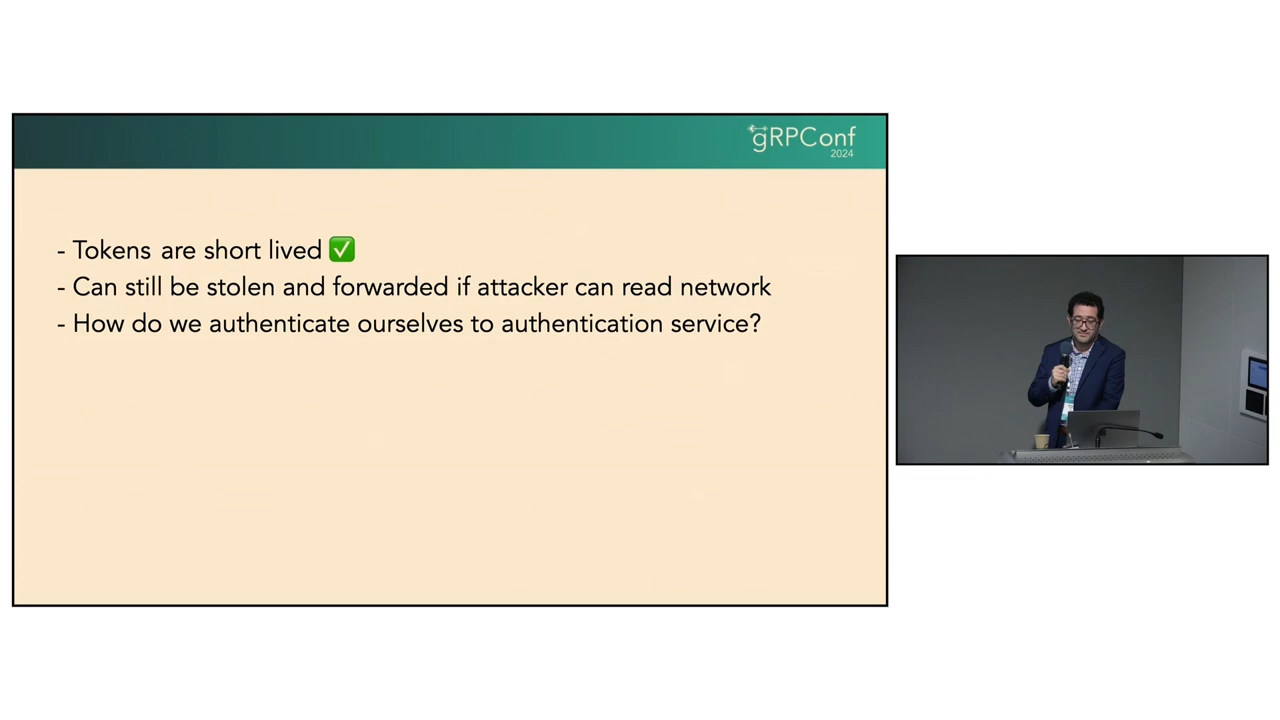 gRPConf
2024
- Tokens are short lived ✅
- Can still be stolen and forwarded if attacker can read network
- How do we authenticate ourselves to authentication service?